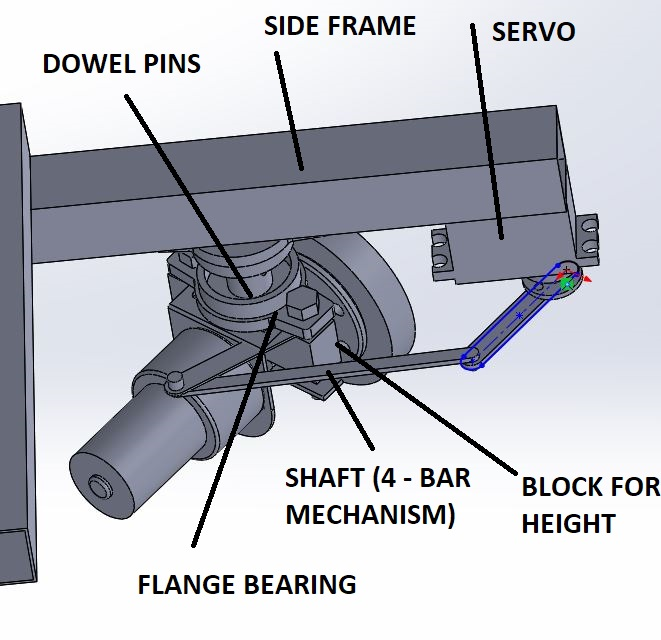 SIDE FRAME
SERVO
DOWEL PINS
SHAFT (4 - BAR
MECHANISM)
BLOCK FOR
HEIGHT
FLANGE BEARING